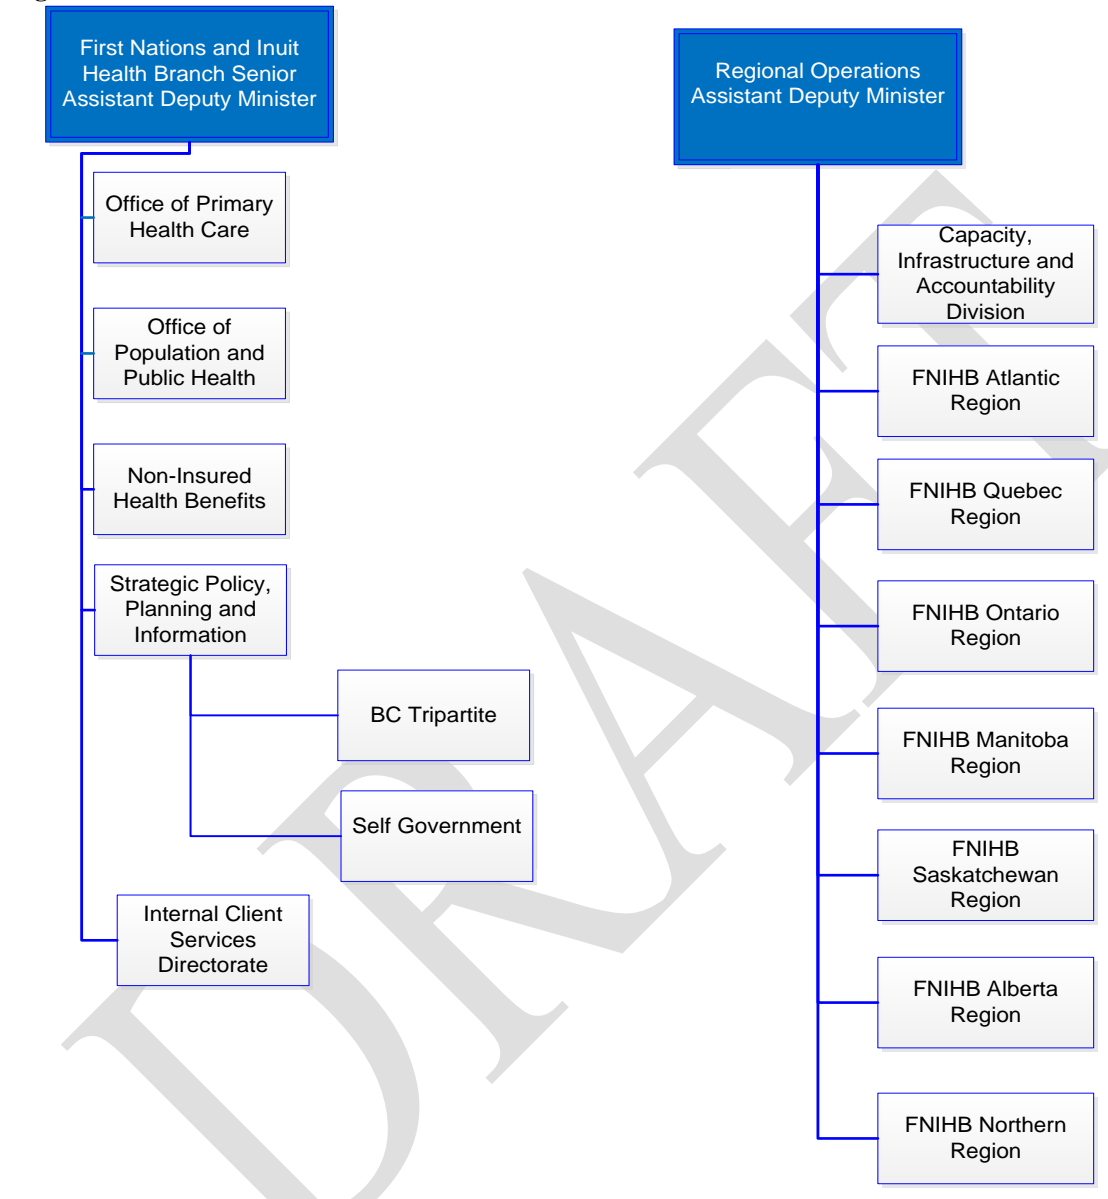 First Nations and Inuit
Health Branch Senior
Assistant Deputy Minister
Office of Primary
Health Care
Office of
Population and
Public Health
Non-Insured
Health Benefits
Strategic Policy,
Planning and
Information
BC Tripartite
Self Government
Internal Client
Services
Directorate
Regional Operations
Assistant Deputy Minister
Capacity,
Infrastructure and
Accountability
Division
FNIHB Atlantic
Region
FNIHB Quebec
Region
FNIHB Ontario
Region
FNIHB Manitoba
Region
FNIHB
Saskatchewan
Region
FNIHB Alberta
Region
FNIHB Northern
Region
DRAFT